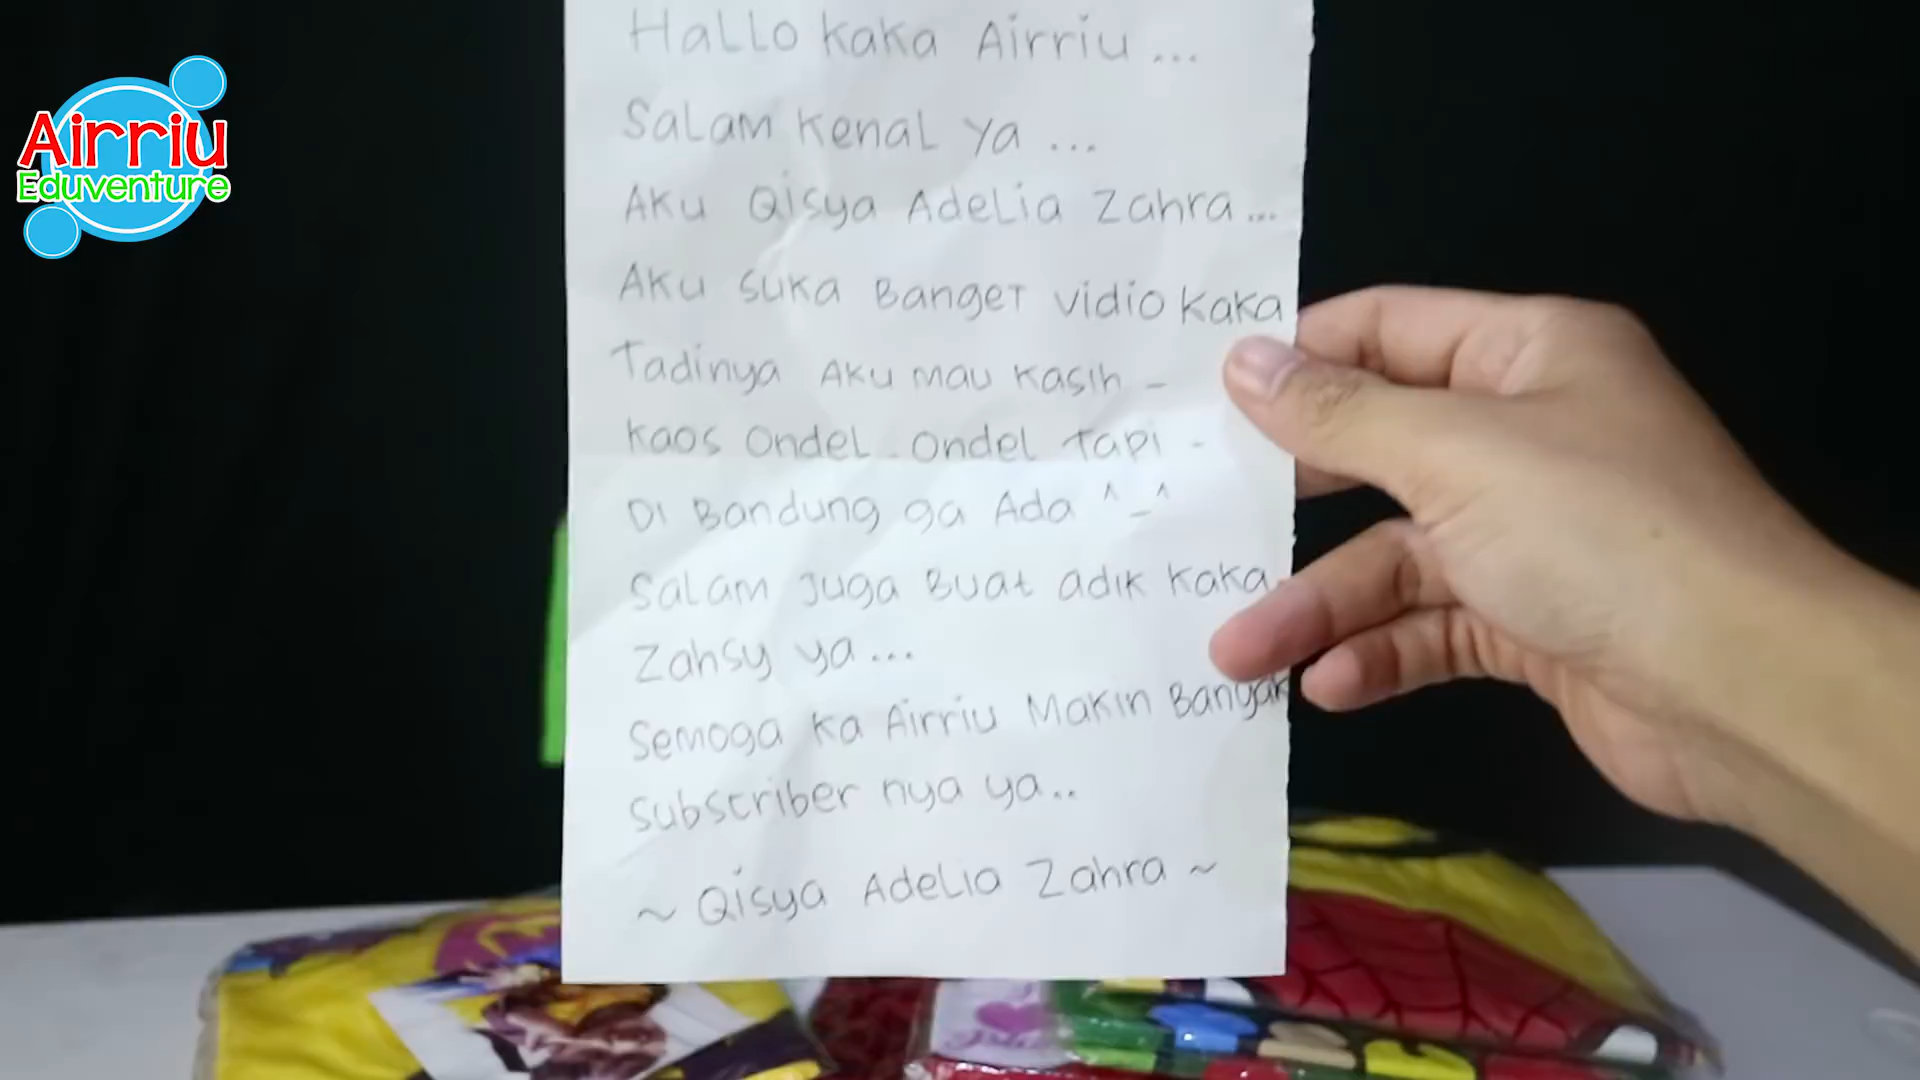 Airriu
Eduventure
Hallo kaka Airriu ...
Salam kenal ya ...
Aku Qisya Adelia Zahra ...
Aku suka Banget vidio kaka
Tadinya Aku mau kasih -
kaos Ondel - Ondel Tapi -
Di Bandung ga Ada ^_^
Salam juga Buat adik kaka
Zahsy ya ...
Semoga ka Airriu Makin Banyak
Subscriber nya ya..
~ Qisya Adelia Zahra ~